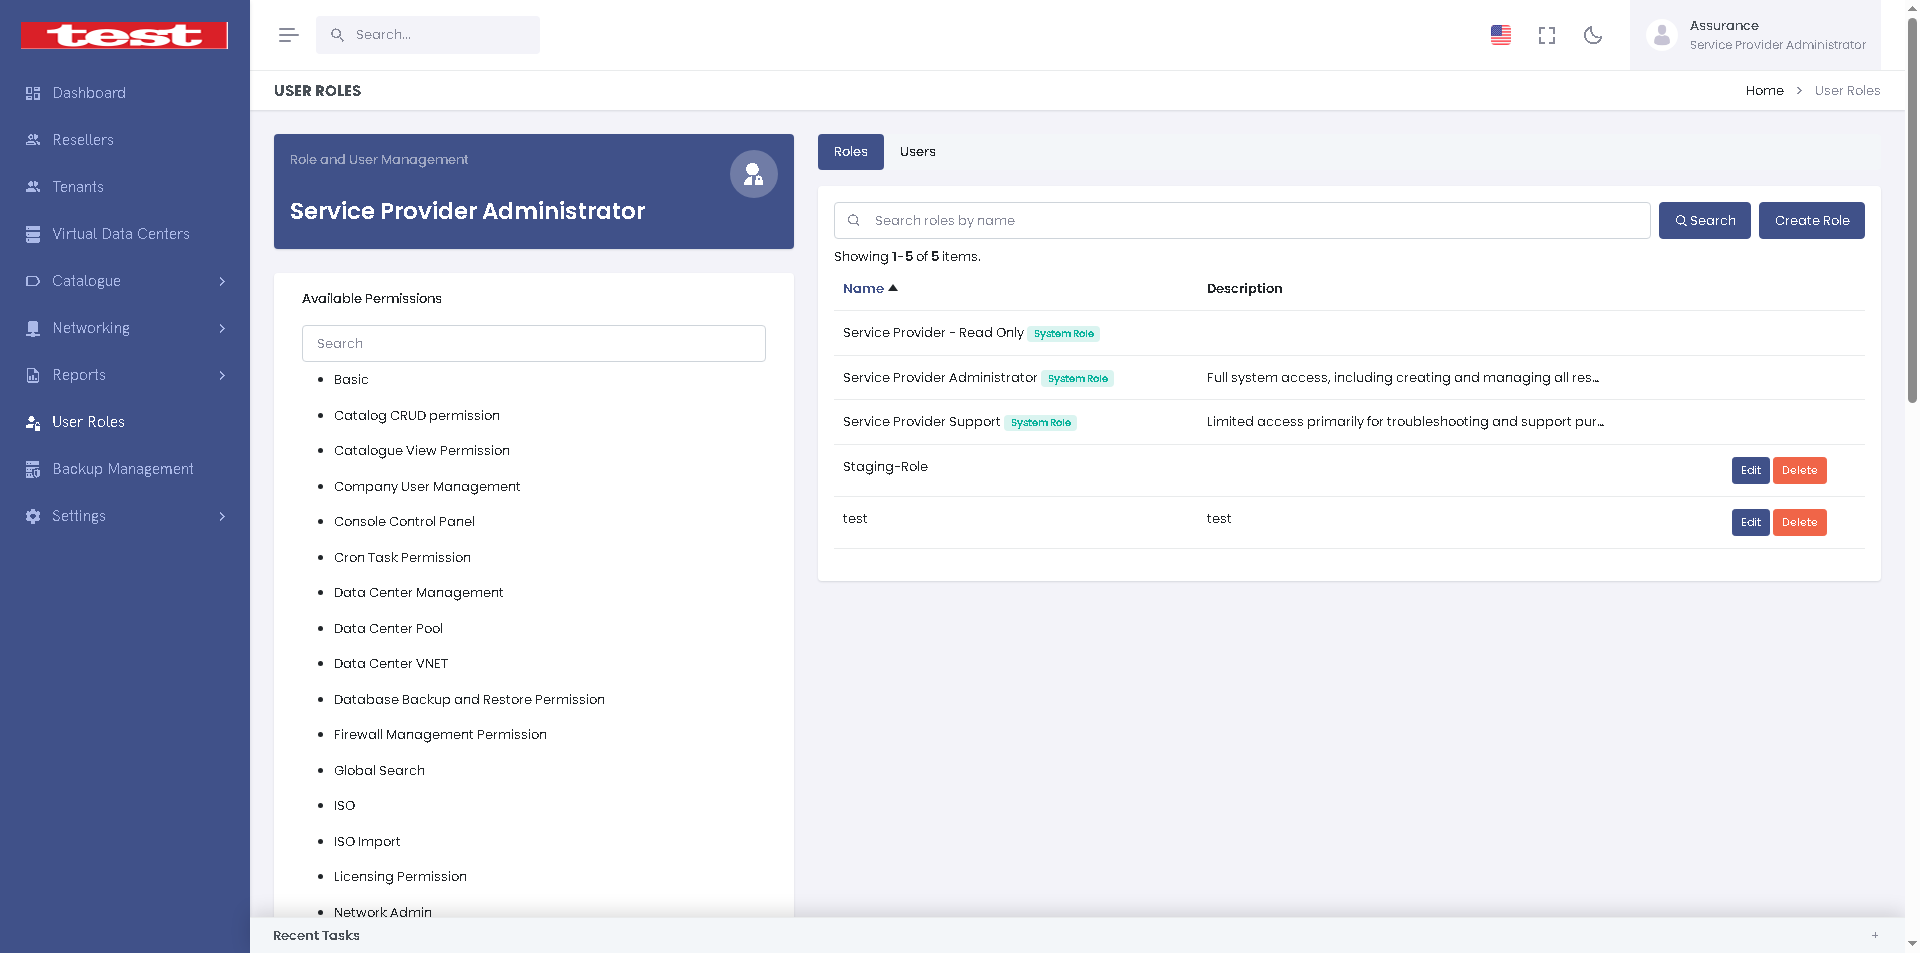 test
Dashboard
Resellers
Tenants
Virtual Data Centers
Catalogue
Networking
Reports
User Roles
Backup Management
Settings
Search...
Assurance
Service Provider Administrator
USER ROLES
Home > User Roles
Role and User Management
Service Provider Administrator
Available Permissions
Search
Basic
Catalog CRUD permission
Catalogue View Permission
Company User Management
Console Control Panel
Cron Task Permission
Data Center Management
Data Center Pool
Data Center VNET
Database Backup and Restore Permission
Firewall Management Permission
Global Search
ISO
ISO Import
Licensing Permission
Network Admin
Roles Users
Search roles by name Search Create Role
Showing 1-5 of 5 items.
Name Description
Service Provider - Read Only System Role
Service Provider Administrator System Role Full system access, including creating and managing all res...
Service Provider Support System Role Limited access primarily for troubleshooting and support pur...
Staging-Role Edit Delete
test test Edit Delete
Recent Tasks +